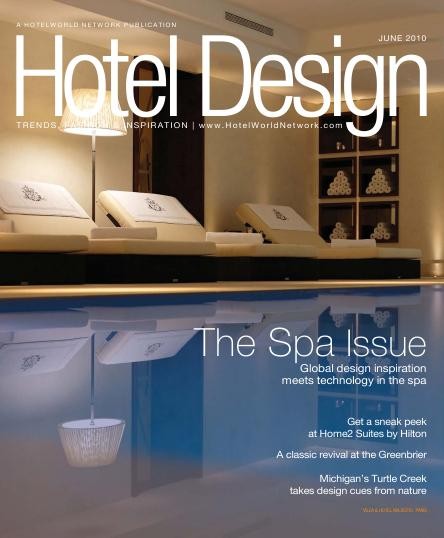 A HOTELWORLD NETWORK PUBLICATION
JUNE 2010
Hotel Design
TRENDS, INSPIRATION | www.HotelWorldNetwork.com
The Spa Issue
Global design inspiration
meets technology in the spa
Get a sneak peek
at Home2 Suites by Hilton
A classic revival at the Greenbrier
Michigan's Turtle Creek
takes design cues from nature